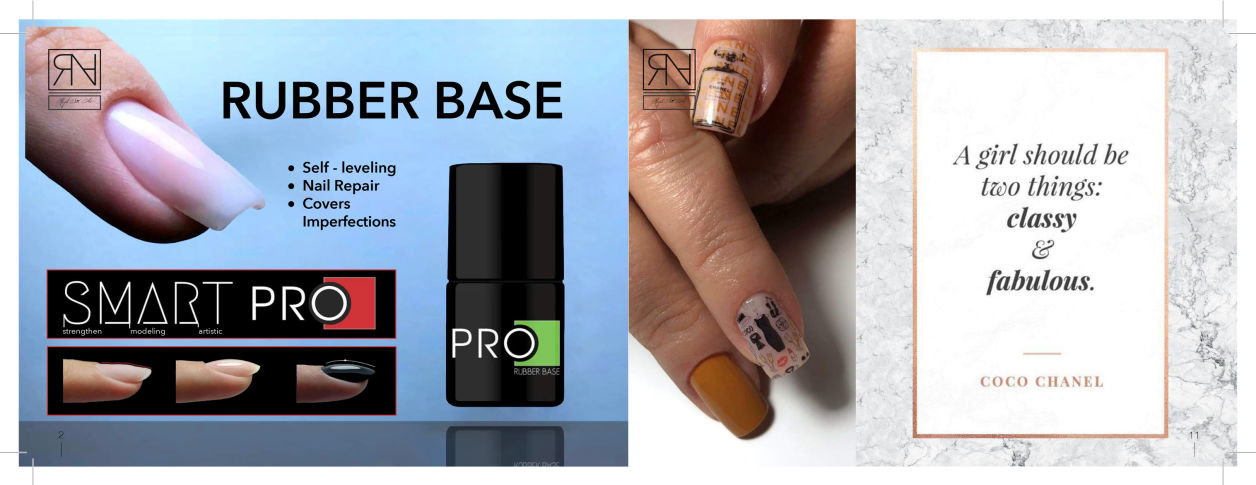 RUBBER BASE
Self - leveling
Nail Repair
Covers
Imperfections
SMART PRO
strengthen modeling artistic
PRO
RUBBER BASE
2
CHANEL
A girl should be
two things:
classy
&
fabulous.
COCO CHANEL
11